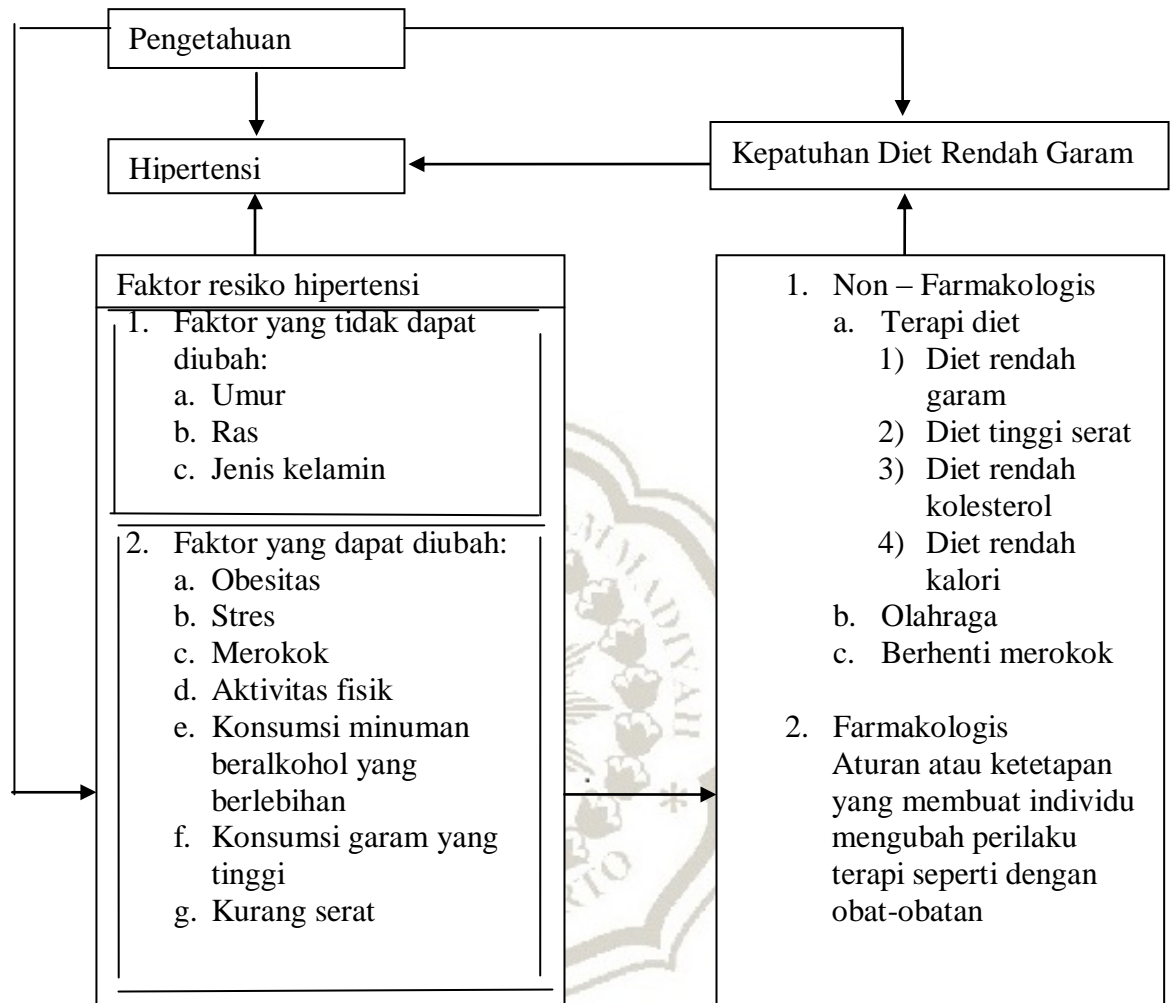 Pengetahuan
Hipertensi
Kepatuhan Diet Rendah Garam
Faktor resiko hipertensi
1. Faktor yang tidak dapat
diubah:
a. Umur
b. Ras
c. Jenis kelamin
2. Faktor yang dapat diubah:
a. Obesitas
b. Stres
c. Merokok
d. Aktivitas fisik
e. Konsumsi minuman
beralkohol yang
berlebihan
f. Konsumsi garam yang
tinggi
g. Kurang serat
1. Non – Farmakologis
a. Terapi diet
1) Diet rendah
garam
2) Diet tinggi serat
3) Diet rendah
kolesterol
4) Diet rendah
kalori
b. Olahraga
c. Berhenti merokok
2. Farmakologis
Aturan atau ketetapan
yang membuat individu
mengubah perilaku
terapi seperti dengan
obat-obatan